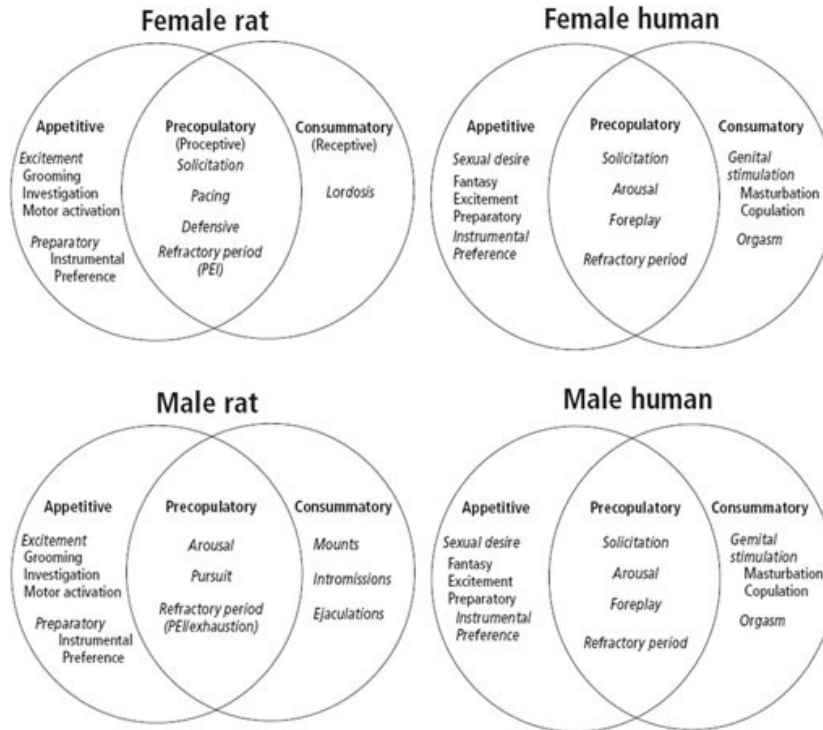 Female rat
Appetitive
Excitement
Grooming
Investigation
Motor activation
Preparatory
Instrumental
Preference
Precopulatory
(Proceptive)
Solicitation
Pacing
Defensive
Refractory period
(PEI)
Consummatory
(Receptive)
Lordosis
Female human
Appetitive
Sexual desire
Fantasy
Excitement
Preparatory
Instrumental
Preference
Precopulatory
Solicitation
Arousal
Foreplay
Refractory period
Consumatory
Genital
stimulation
Masturbation
Copulation
Orgasm
Male rat
Appetitive
Excitement
Grooming
Investigation
Motor activation
Preparatory
Instrumental
Preference
Precopulatory
Arousal
Pursuit
Refractory period
(PEI/exhaustion)
Consummatory
Mounts
Intromissions
Ejaculations
Male human
Appetitive
Sexual desire
Fantasy
Excitement
Preparatory
Instrumental
Preference
Precopulatory
Solicitation
Arousal
Foreplay
Refractory period
Consummatory
Gemital
stimulation
Masturbation
Copulation
Orgasm